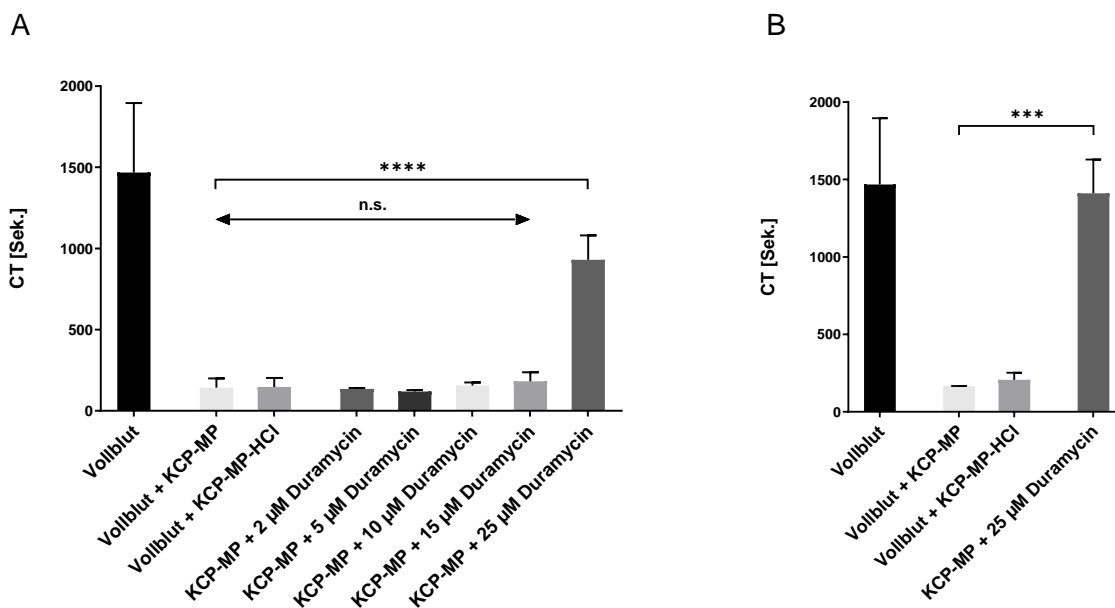 A
CT [Sek.]
2000
1500
1000
500
0
****
n.s.
Vollblut
Vollblut + KCP-MP
Vollblut + KCP-MP-HCl
KCP-MP + 2 µM Duramycin
KCP-MP + 5 µM Duramycin
KCP-MP + 10 µM Duramycin
KCP-MP + 15 µM Duramycin
KCP-MP + 25 µM Duramycin
B
CT [Sek.]
2000
1500
1000
500
0
***
Vollblut
Vollblut + KCP-MP
Vollblut + KCP-MP-HCl
KCP-MP + 25 µM Duramycin